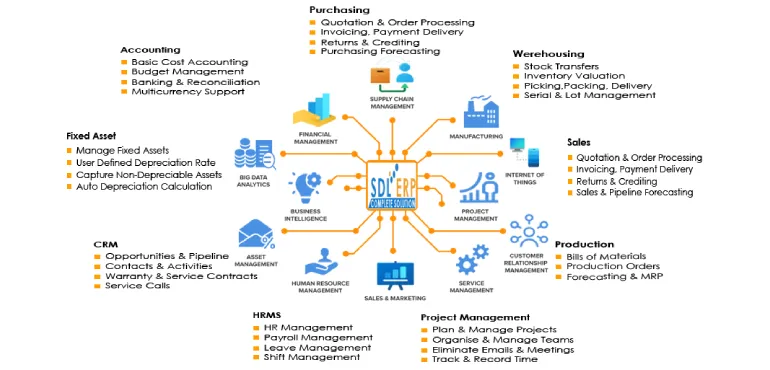 Purchasing
Quotation & Order Processing
Invoicing, Payment Delivery
Returns & Crediting
Purchasing Forecasting
Accounting
Basic Cost Accounting
Budget Management
Banking & Reconciliation
Multicurrency Support
Werehousing
Stock Transfers
Inventory Valuation
Picking,Packing, Delivery
Serial & Lot Management
SUPPLY CHAIN
MANAGEMENT
FINANCIAL
MANAGEMENT
MANUFACTURING
Fixed Asset
Manage Fixed Assets
User Defined Depreciation Rate
Capture Non-Depreciable Assets
Auto Depreciation Calculation
BIG DATA
ANALYTICS
INTERNET OF
THINGS
Sales
Quotation & Order Processing
Invoicing, Payment Delivery
Returns & Crediting
Sales & Pipeline Forecasting
SDL ERP
COMPLETE SOLUTION
BUSINESS
INTELLIGENCE
PROJECT
MANAGEMENT
CRM
Opportunities & Pipeline
Contacts & Activities
Warranty & Service Contracts
Service Calls
ASSET
MANAGEMENT
CUSTOMER
RELATIONSHIP
MANAGEMENT
Production
Bills of Materials
Production Orders
Forecasting & MRP
HUMAN RESOURCE
MANAGEMENT
SALES & MARKETING
SERVICE
MANAGEMENT
HRMS
HR Management
Payroll Management
Leave Management
Shift Management
Project Management
Plan & Manage Projects
Organise & Manage Teams
Eliminate Emails & Meetings
Track & Record Time